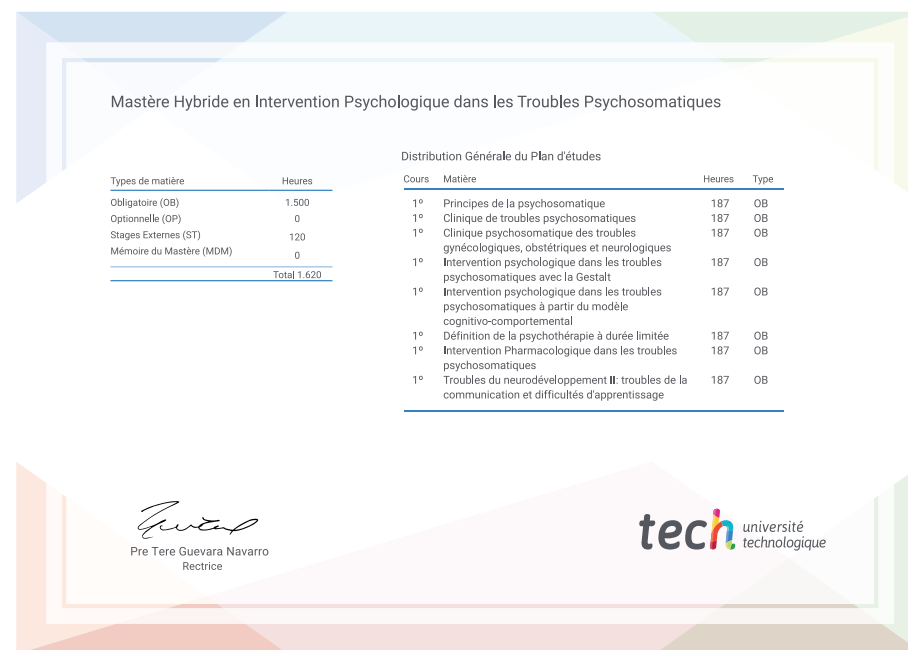 Mastère Hybride en Intervention Psychologique dans les Troubles Psychosomatiques
Types de matière Heures
Obligatoire (OB) 1.500
Optionnelle (OP) 0
Stages Externes (ST) 120
Mémoire du Mastère (MDM) 0
Total 1.620
Distribution Générale du Plan d'études
Cours Matière Heures Type
1º Principes de la psychosomatique 187 OB
1º Clinique de troubles psychosomatiques 187 OB
1º Clinique psychosomatique des troubles 187 OB
gynécologiques, obstétriques et neurologiques
1º Intervention psychologique dans les troubles 187 OB
psychosomatiques avec la Gestalt
1º Intervention psychologique dans les troubles 187 OB
psychosomatiques à partir du modèle
cognitivo-comportemental
1º Définition de la psychothérapie à durée limitée 187 OB
1º Intervention Pharmacologique dans les troubles 187 OB
psychosomatiques
1º Troubles du neurodéveloppement II: troubles de la 187 OB
communication et difficultés d'apprentissage
Pre Tere Guevara Navarro
Rectrice
tech université
technologique